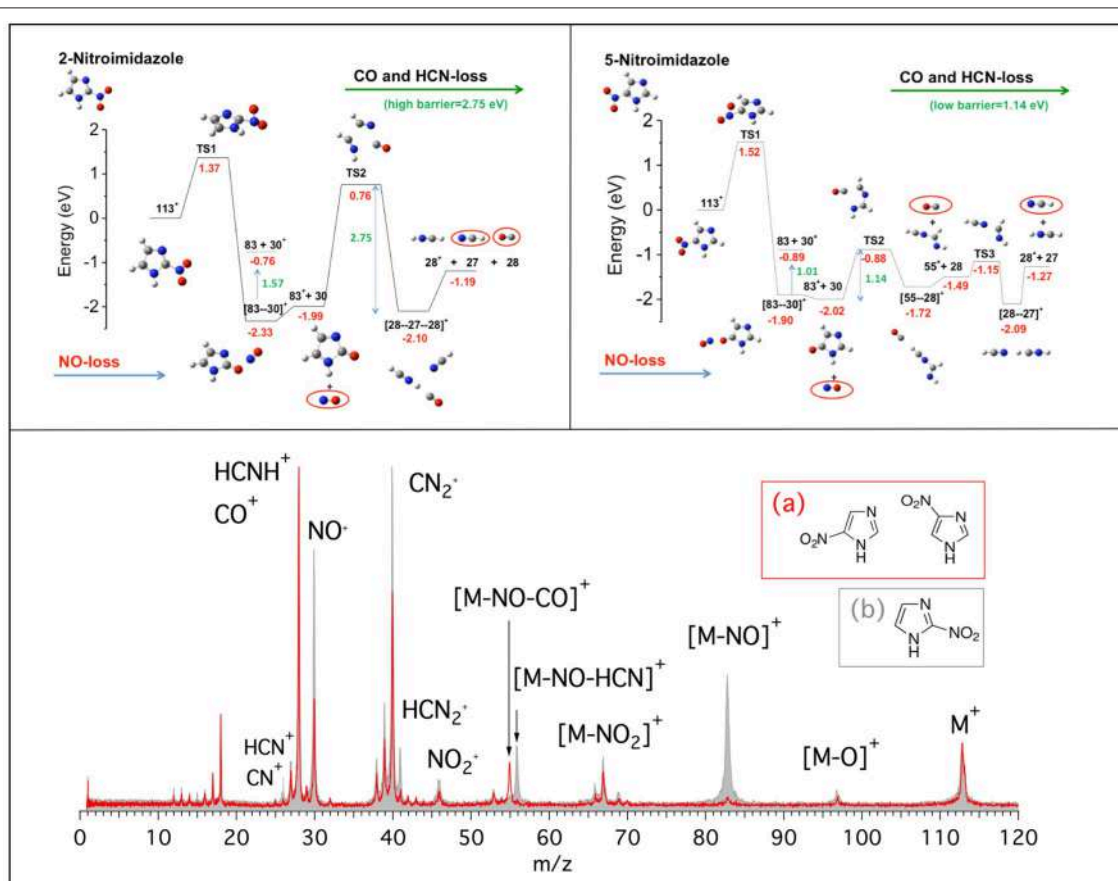 2-Nitroimidazole
CO and HCN-loss
(high barrier=2.75 eV)
Energy (eV)
2
1
0
-1
-2
113⁺
TS1
1.37
83 + 30⁺
-0.76
1.57
[83--30]⁺
-2.33
83⁺ + 30
-1.99
TS2
0.76
2.75
[28--27--28]⁺
-2.10
28⁺ + 27 + 28
-1.19
NO-loss
+
5-Nitroimidazole
CO and HCN-loss
(low barrier=1.14 eV)
Energy (eV)
2
1
0
-1
-2
113⁺
TS1
1.52
83 + 30⁺
-0.89
1.01
[83--30]⁺
-1.90
83⁺ + 30
-2.02
TS2
-0.88
1.14
[55--28]⁺
-1.72
+
55⁺ + 28
-1.49
TS3
-1.15
[28--27]⁺
-2.09
+
28⁺ + 27
-1.27
NO-loss
+
HCNH⁺
CO⁺
NO⁺
CN₂⁺
[M-NO-CO]⁺
[M-NO]⁺
[M-NO-HCN]⁺
HCN₂⁺
HCN⁺
CN⁺
NO₂⁺
[M-NO₂]⁺
[M-O]⁺
M⁺
(a)
O₂N
N
NH
O₂N
N
NH
(b)
N
NO₂
NH
0 10 20 30 40 50 60 70 80 90 100 110 120
m/z